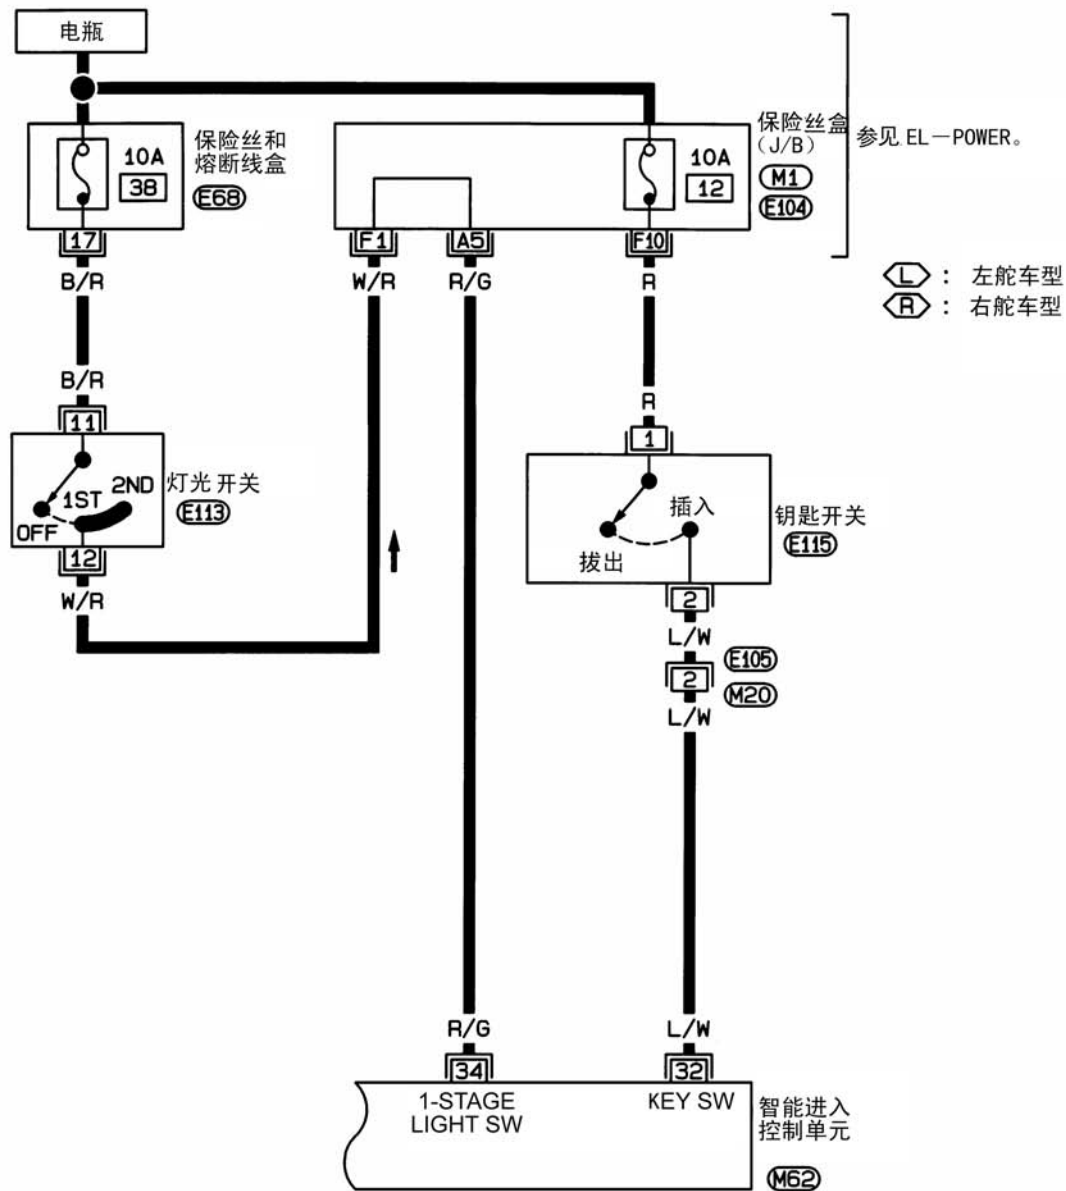 电瓶
保险丝和
熔断线盒
10A
38
E68
保险丝盒
(J/B)
10A
12
M1
E104
参见 EL－POWER。
17
F1
A5
F10
B/R
W/R
R/G
R
L : 左舵车型
R : 右舵车型
B/R
R
11
1
灯光开关
E113
OFF
1ST
2ND
插入
拔出
钥匙开关
E115
12
W/R
2
L/W
E105
2
M20
L/W
R/G
L/W
34
32
1-STAGE
LIGHT SW
KEY SW
智能进入
控制单元
M62